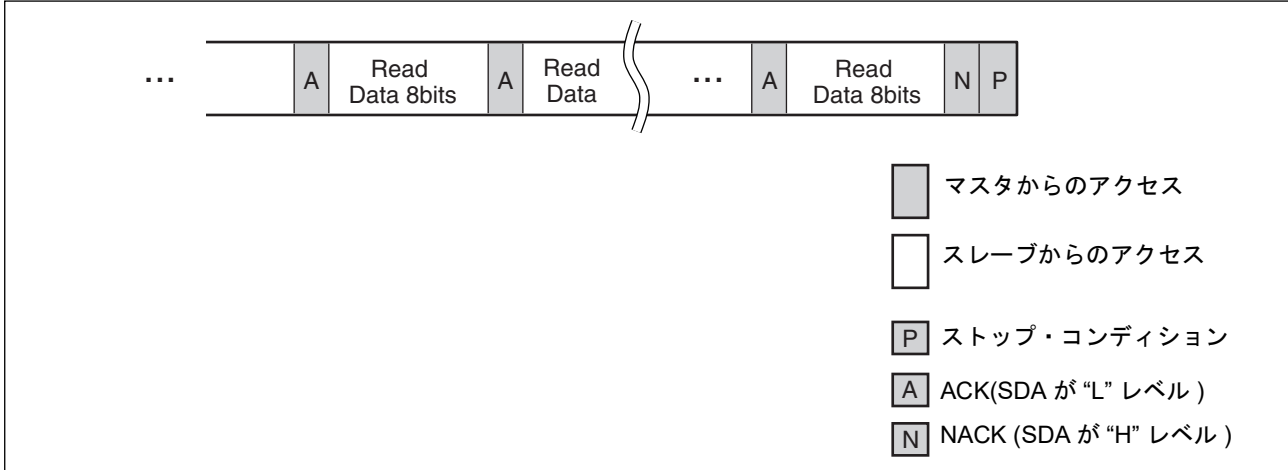 ... A Read Data 8bits A Read Data ... A Read Data 8bits N P
マスタからのアクセス
スレーブからのアクセス
P ストップ・コンディション
A ACK(SDA が “L” レベル )
N NACK (SDA が “H” レベル )